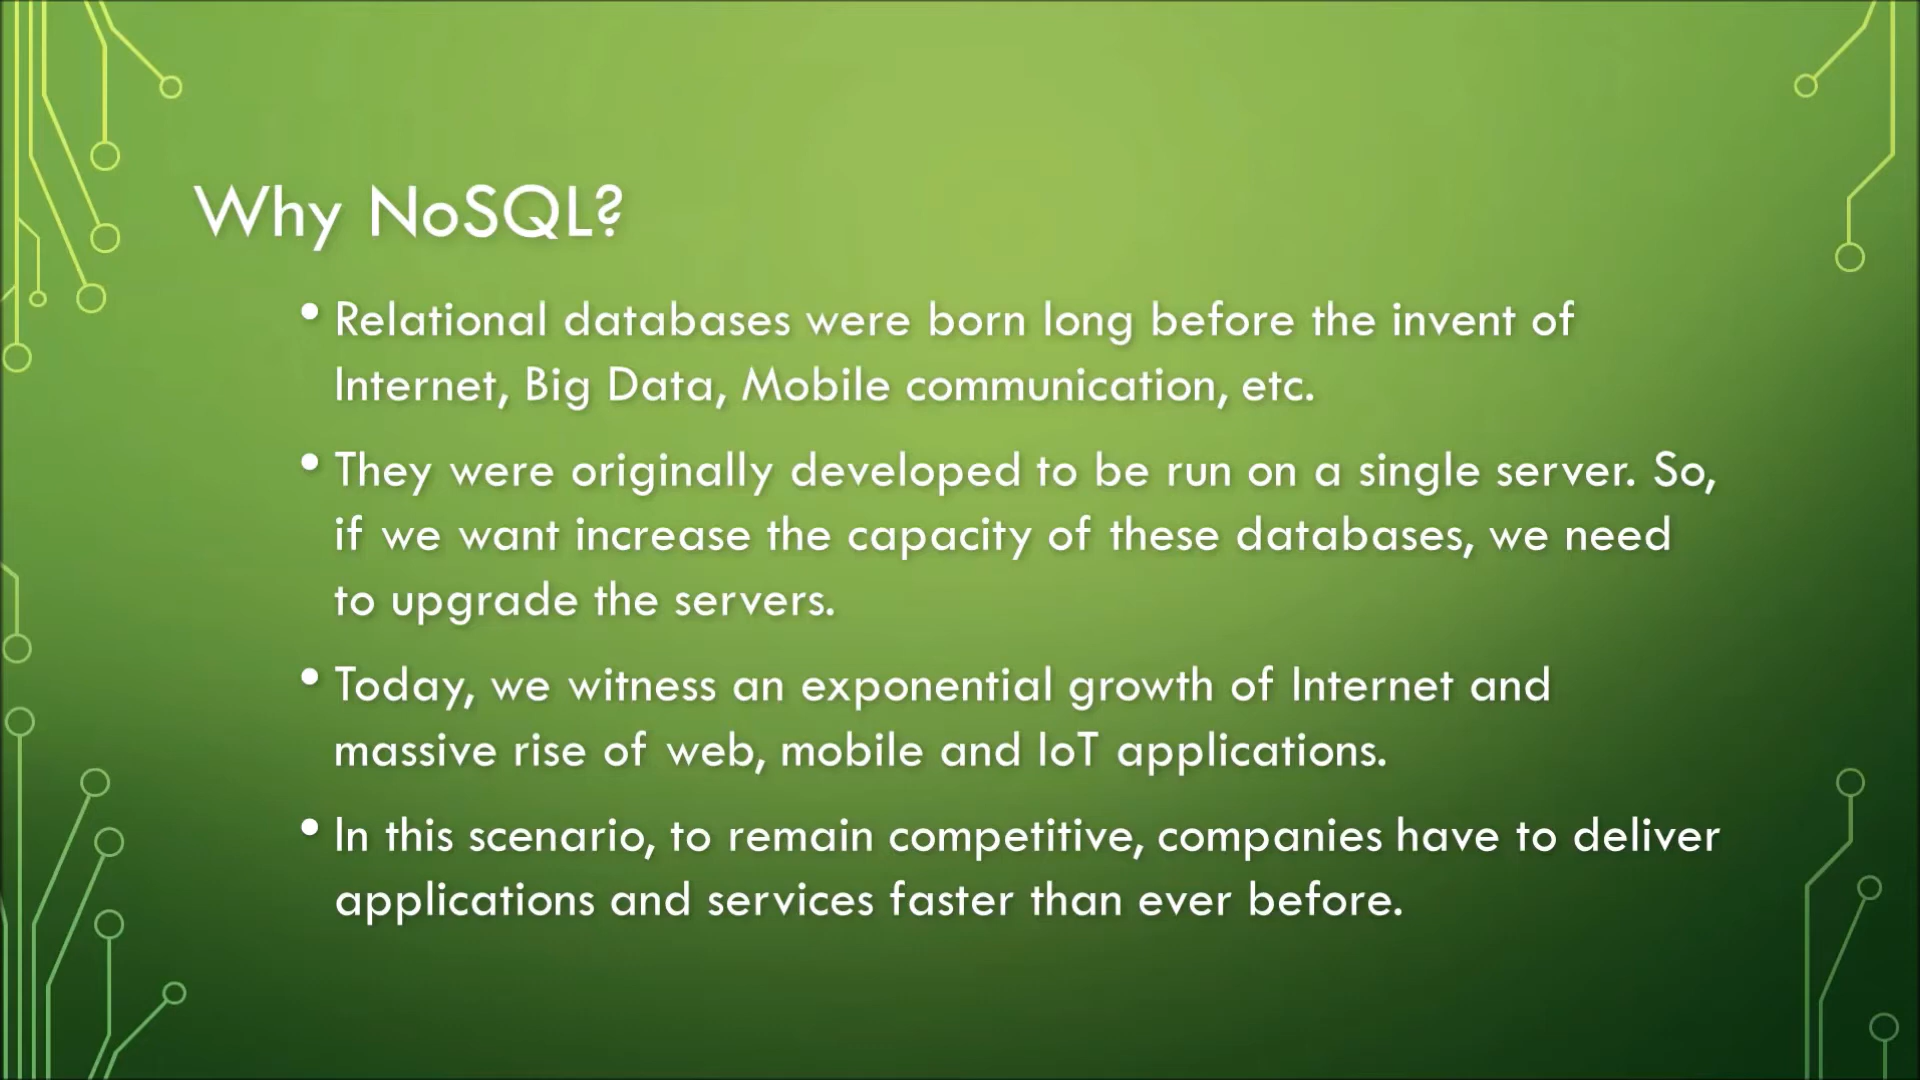 Why NoSQL?
• Relational databases were born long before the invent of
Internet, Big Data, Mobile communication, etc.
• They were originally developed to be run on a single server. So,
if we want increase the capacity of these databases, we need
to upgrade the servers.
• Today, we witness an exponential growth of Internet and
massive rise of web, mobile and IoT applications.
• In this scenario, to remain competitive, companies have to deliver
applications and services faster than ever before.